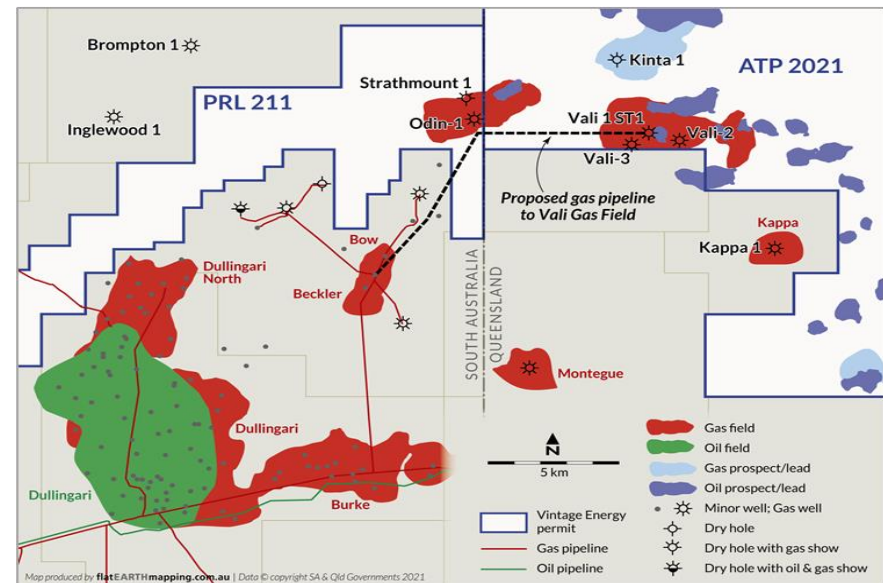 Brompton 1
PRL 211
Inglewood 1
Strathmount 1
Odin-1
Kinta 1
ATP 2021
Vali 1 ST1
Vali-2
Vali-3
Proposed gas pipeline
to Vali Gas Field
Kappa
Kappa 1
Bow
Beckler
Dullingari
North
SOUTH AUSTRALIA
QUEENSLAND
Montegue
Dullingari
Dullingari
Burke
N
5 km
Vintage Energy
permit
Gas pipeline
Oil pipeline
Gas field
Oil field
Gas prospect/lead
Oil prospect/lead
Minor well; Gas well
Dry hole
Dry hole with gas show
Dry hole with oil & gas show
Map produced by flatEARTHmapping.com.au | Data © copyright SA & Qld Governments 2021